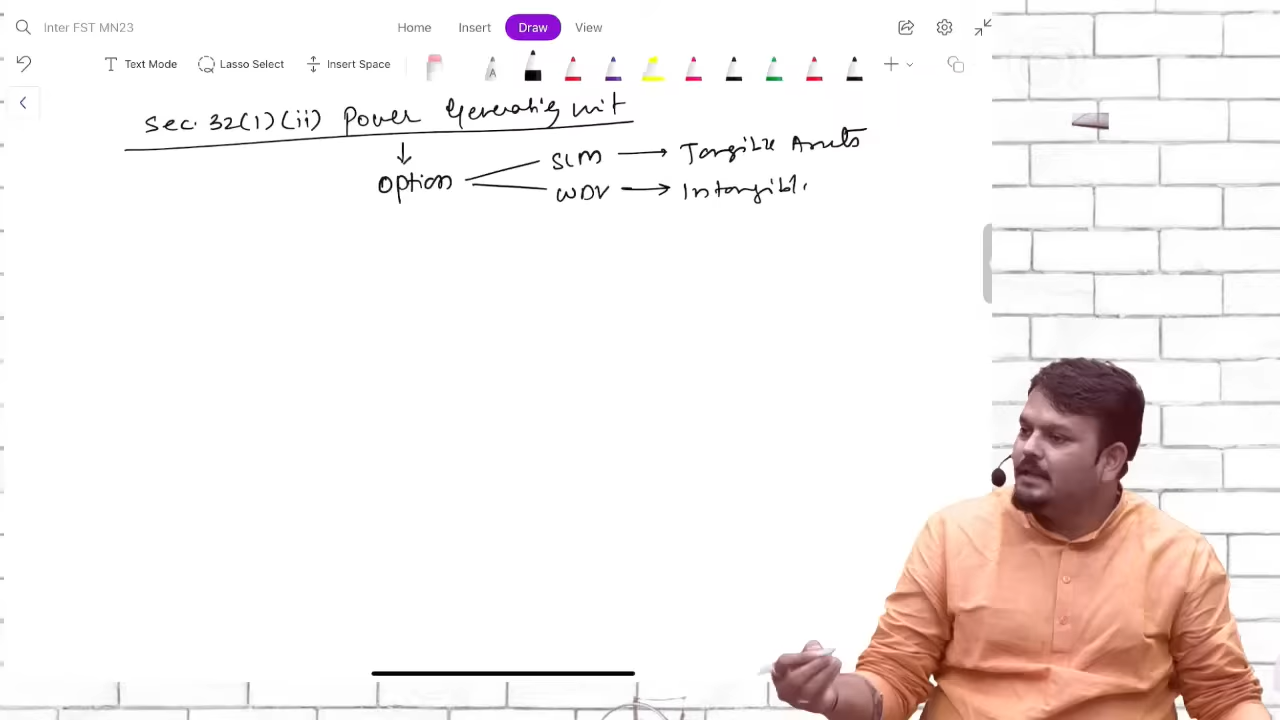 Inter FST MN23
Home Insert Draw View
Text Mode Lasso Select Insert Space
A
Sec. 32(1)(ii) Power Generating unit
Option
SLM → Tangible Assets
WDV → Intangibl